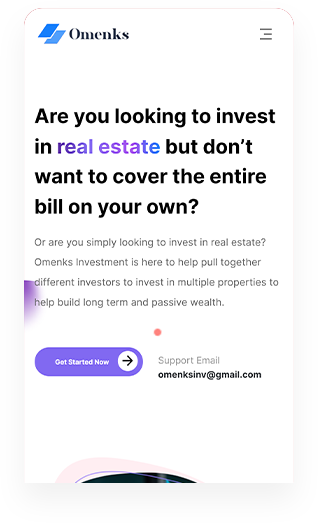 Omenks
Are you looking to invest
in real estate but don't
want to cover the entire
bill on your own?
Or are you simply looking to invest in real estate?
Omenks Investment is here to help pull together
different investors to invest in multiple properties to
help build long term and passive wealth.
Get Started Now
Support Email
omenksinv@gmail.com